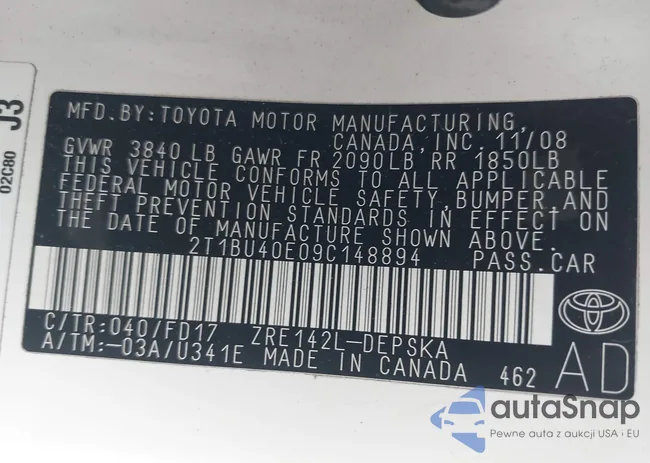 J3
02C80
MFD.BY:TOYOTA MOTOR MANUFACTURING,
CANADA,INC. 11/08
GVWR 3840 LB GAWR FR 2090LB RR 1850LB
THIS VEHICLE CONFORMS TO ALL APPLICABLE
FEDERAL MOTOR VEHICLE SAFETY,BUMPER,AND
THEFT PREVENTION STANDARDS IN EFFECT ON
THE DATE OF MANUFACTURE SHOWN ABOVE.
2T1BU40E09C148894 PASS.CAR
C/TR:040/FD17 ZRE142L-DEPSKA
A/TM:-03A/U341E MADE IN CANADA 462
AD
autaSnap
Pewne auta z aukcji USA i EU